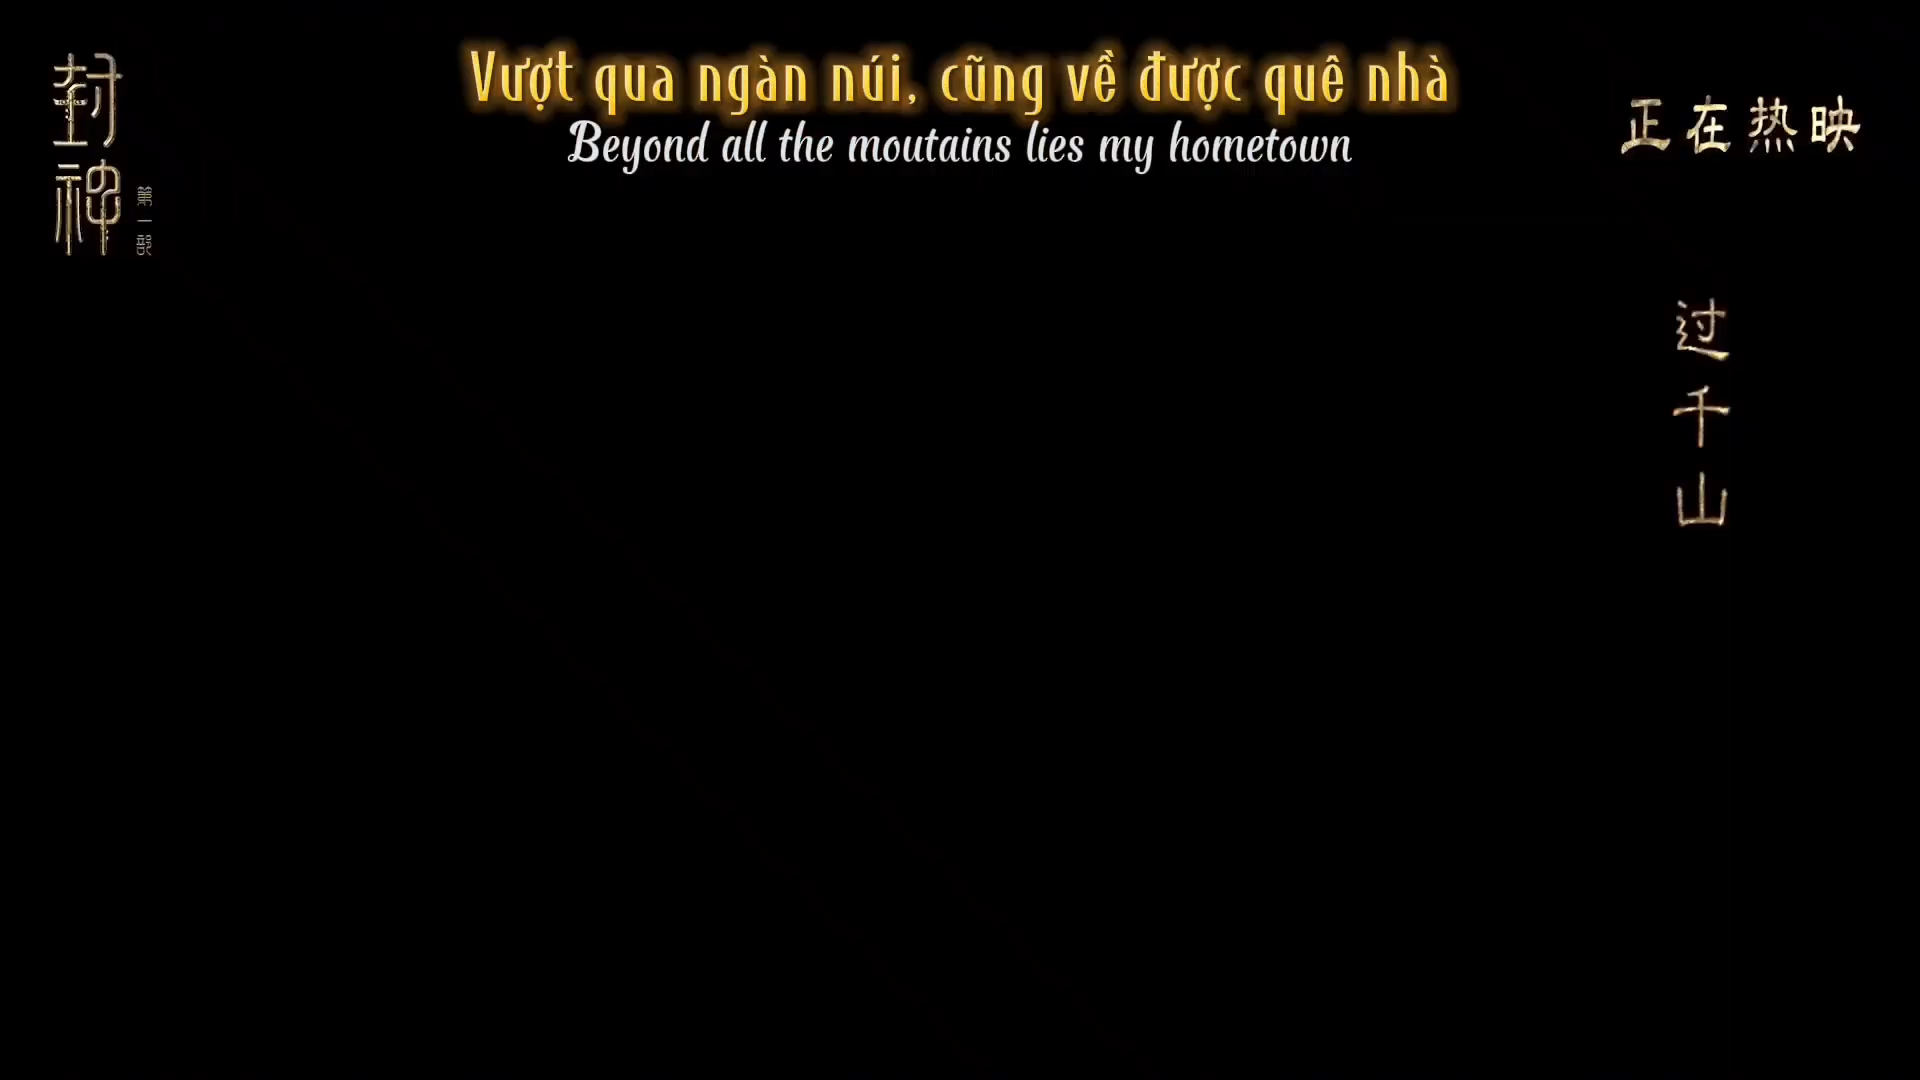 封神
第一部
Vượt qua ngàn núi, cũng về được quê nhà
Beyond all the moutains lies my hometown
正在热映
过千山